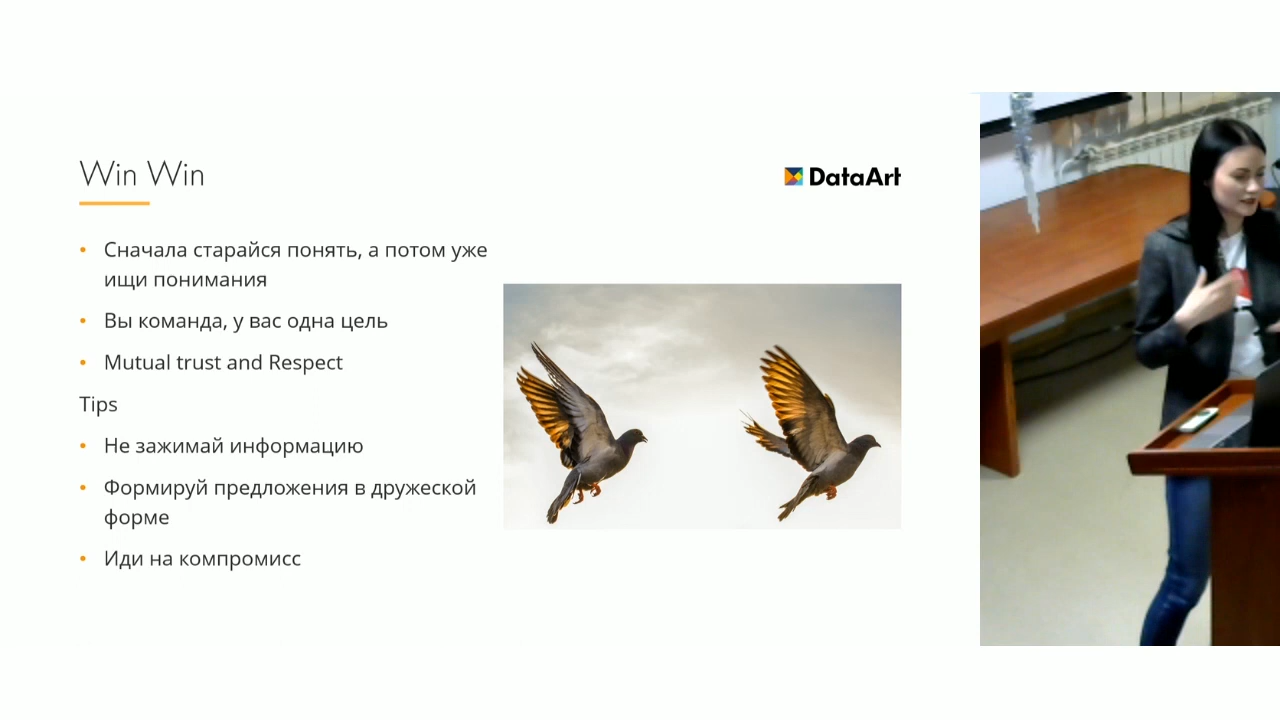 Win Win
DataArt
Сначала старайся понять, а потом уже
ищи понимания
Вы команда, у вас одна цель
Mutual trust and Respect
Tips
Не зажимай информацию
Формируй предложения в дружеской
форме
Иди на компромисс